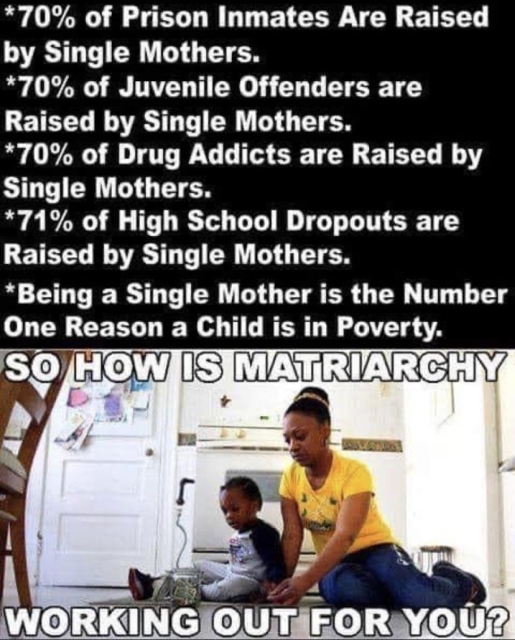 *70% of Prison Inmates Are Raised
by Single Mothers.
*70% of Juvenile Offenders are
Raised by Single Mothers.
*70% of Drug Addicts are Raised by
Single Mothers.
*71% of High School Dropouts are
Raised by Single Mothers.
*Being a Single Mother is the Number
One Reason a Child is in Poverty.
SO HOW IS MATRIARCHY
WORKING OUT FOR YOU?